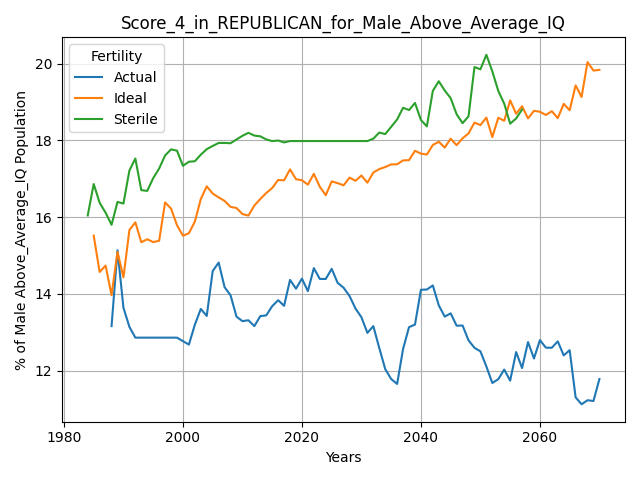 Score_4_in_REPUBLICAN_for_Male_Above_Average_IQ
% of Male Above_Average_IQ Population
20
18
16
14
12
Fertility
Actual
Ideal
Sterile
1980 2000 2020 2040 2060
Years